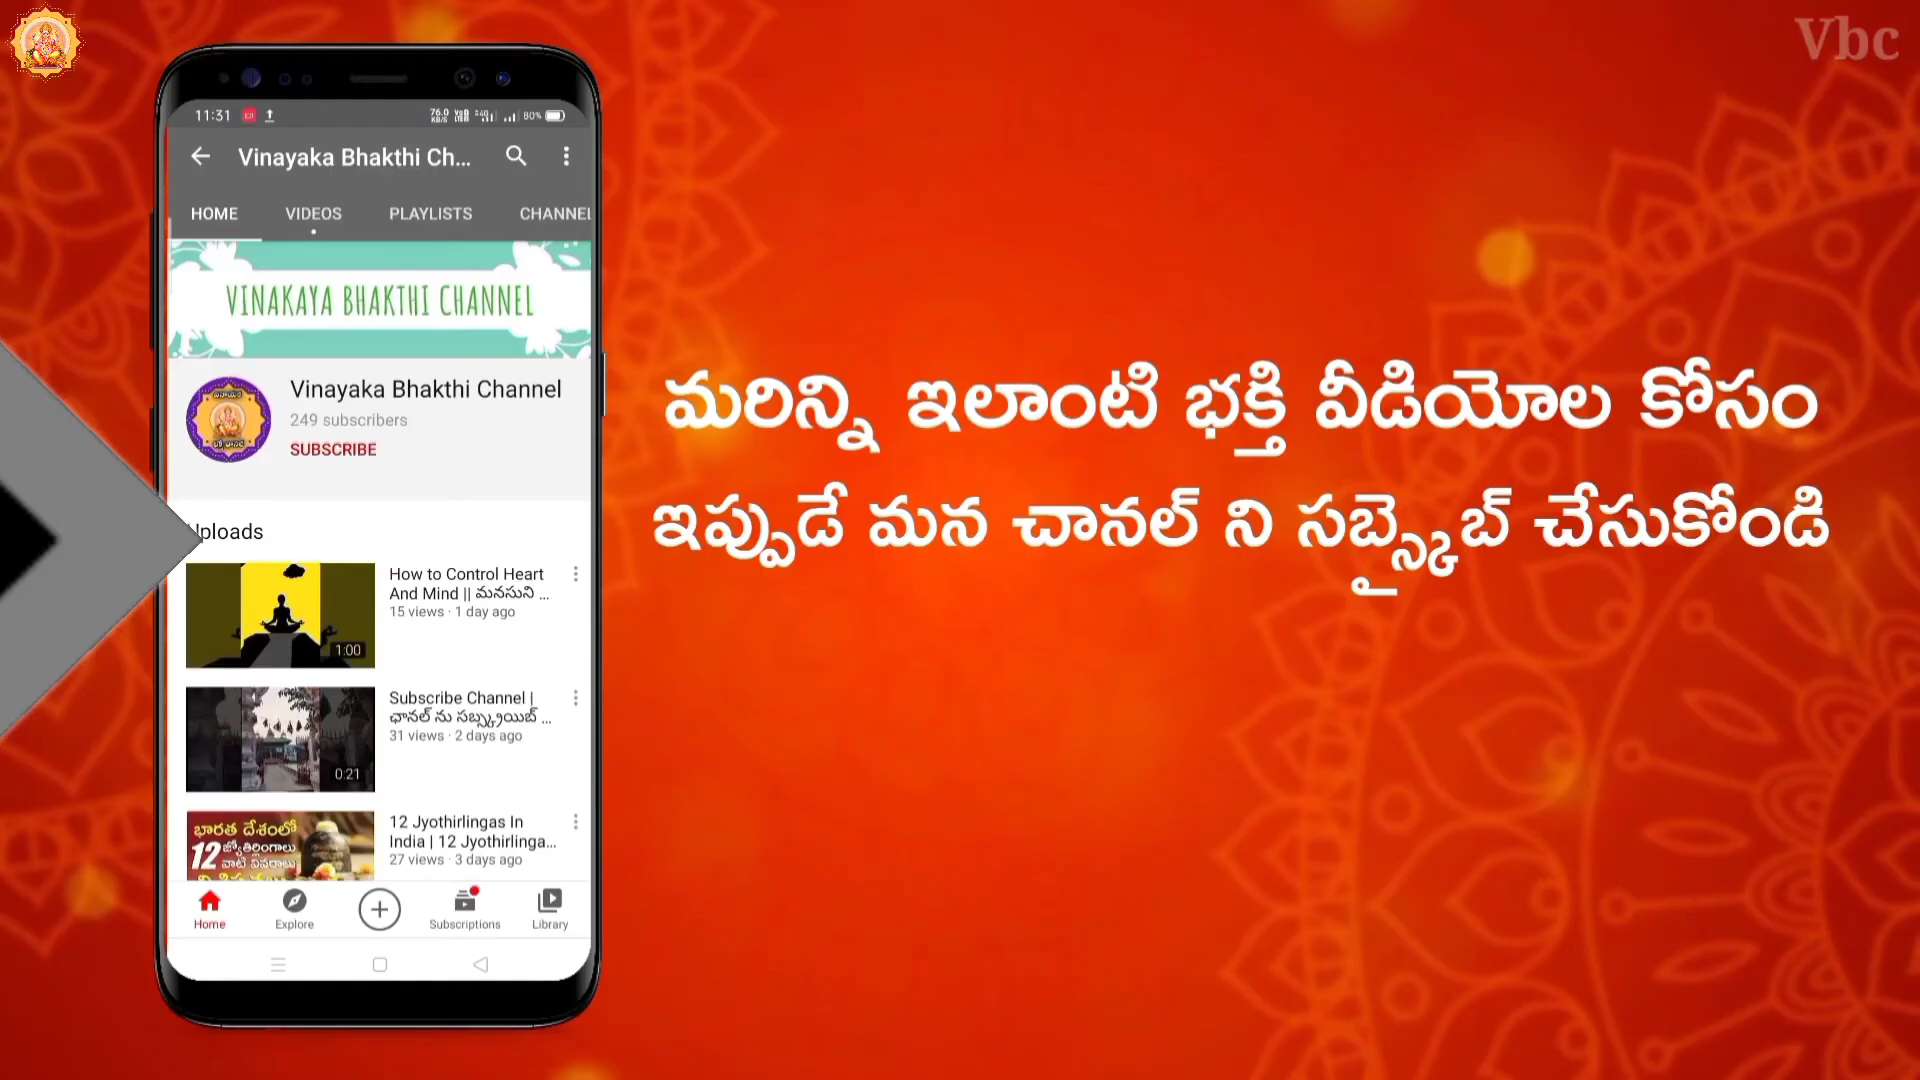 Vbc
11:31
80%
Vinayaka Bhakthi Ch...
HOME VIDEOS PLAYLISTS CHANNEL
VINAKAYA BHAKTHI CHANNEL
Vinayaka Bhakthi Channel
249 subscribers
SUBSCRIBE
ploads
How to Control Heart
And Mind || మనసుని ...
15 views · 1 day ago
1:00
Subscribe Channel |
ఛానల్ ను సబ్స్క్రయిబ్ ...
31 views · 2 days ago
0:21
భారత దేశంలో
12 జ్యోతిర్లింగాలు
వాటి వివరాలు
12 Jyothirlingas In
India | 12 Jyothirlinga...
27 views · 3 days ago
Home Explore Subscriptions Library
మరిన్ని ఇలాంటి భక్తి వీడియోల కోసం
ఇప్పుడే మన చానల్ ని సబ్స్క్రైబ్ చేసుకోండి